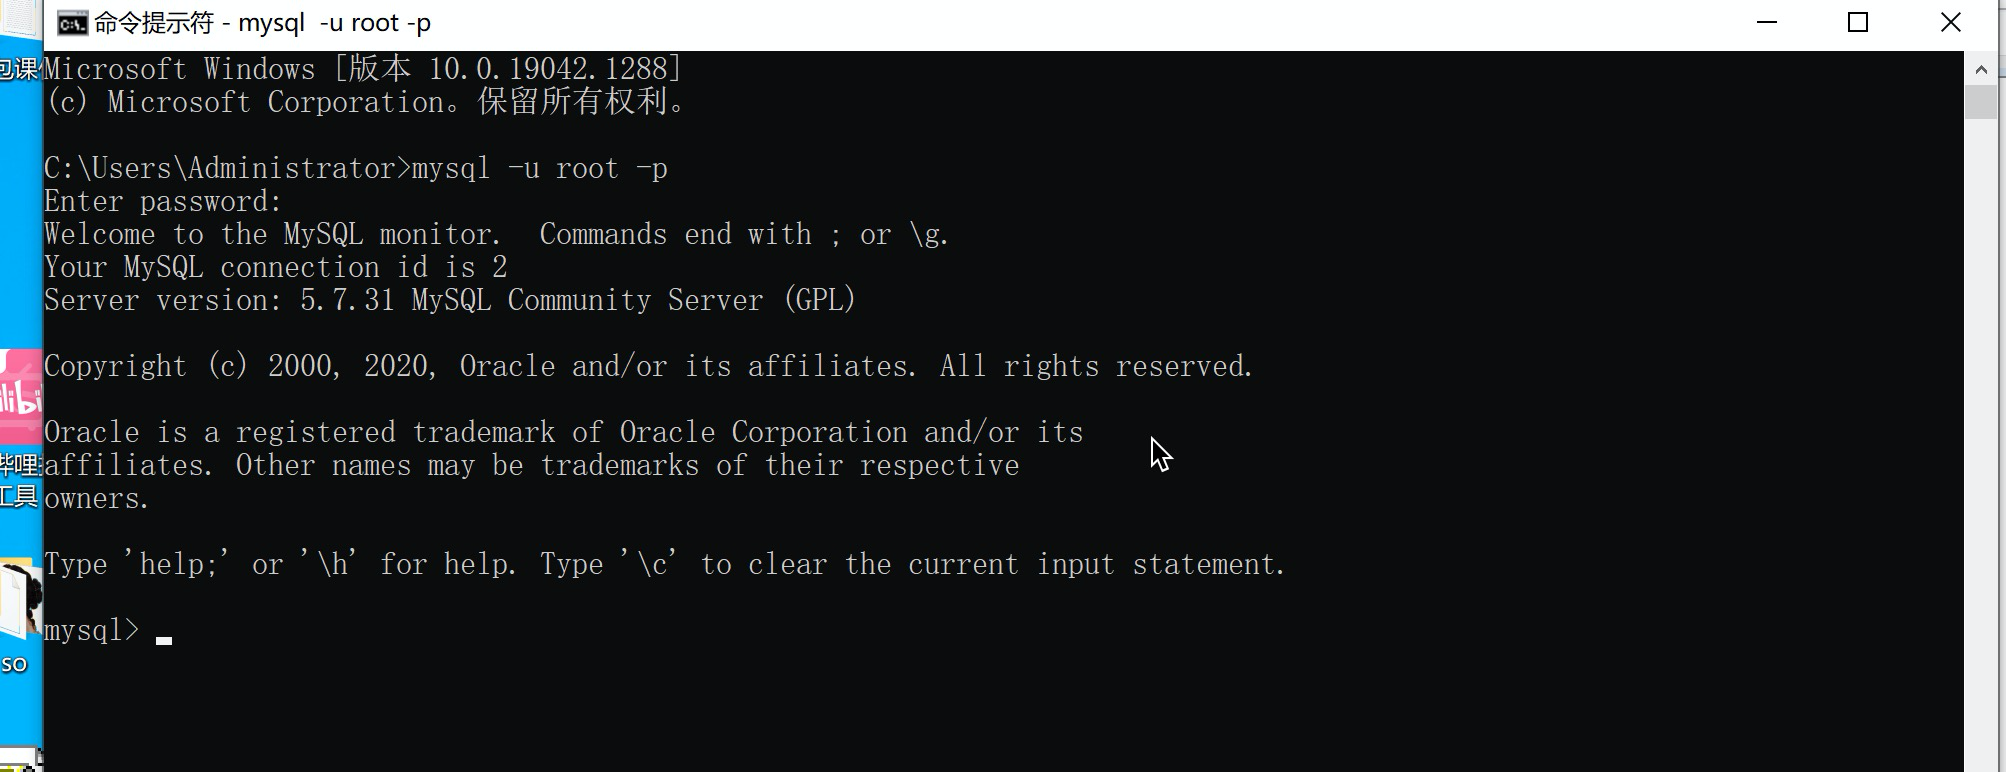 命令提示符 - mysql  -u root -p
包课
Microsoft Windows [版本 10.0.19042.1288]
(c) Microsoft Corporation。保留所有权利。
C:\Users\Administrator>mysql -u root -p
Enter password:
Welcome to the MySQL monitor.  Commands end with ; or \g.
Your MySQL connection id is 2
Server version: 5.7.31 MySQL Community Server (GPL)
Copyright (c) 2000, 2020, Oracle and/or its affiliates. All rights reserved.
Oracle is a registered trademark of Oracle Corporation and/or its
affiliates. Other names may be trademarks of their respective
owners.
Type 'help;' or '\h' for help. Type '\c' to clear the current input statement.
mysql>
ilibi
哔哩
工具
so